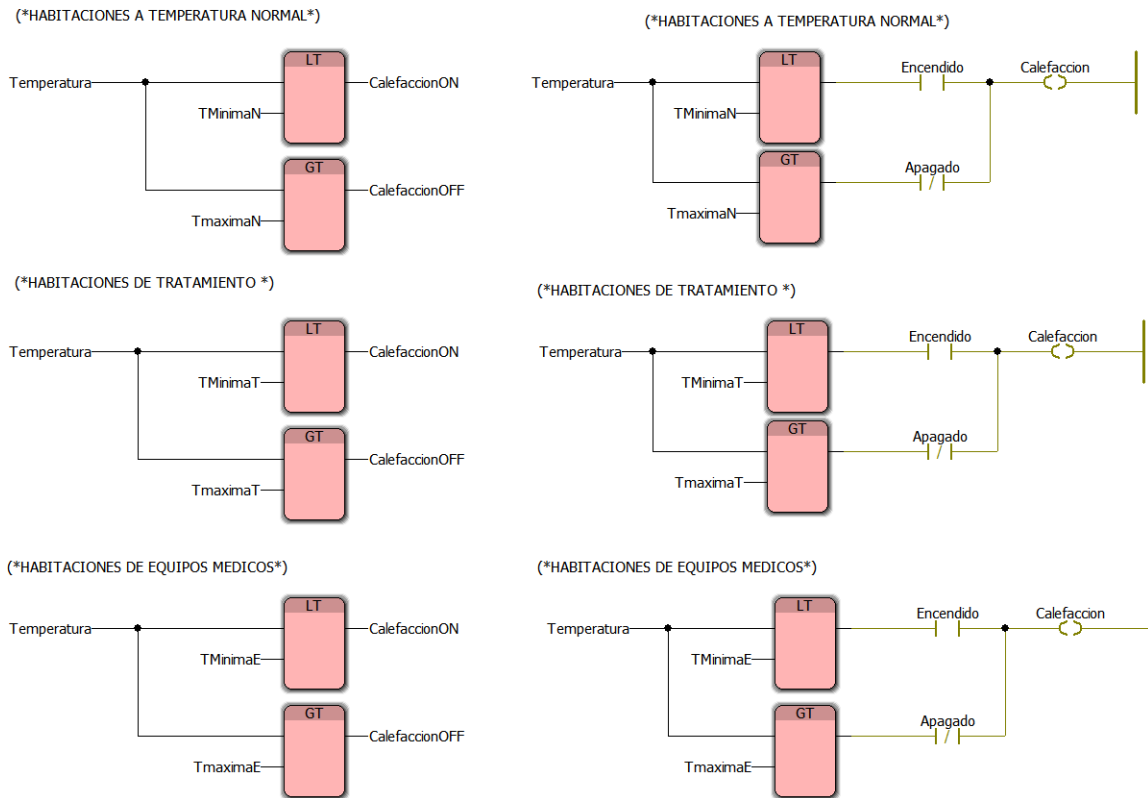 (*HABITACIONES A TEMPERATURA NORMAL*)
LT
Temperatura
CalefaccionON
TMinimaN
GT
CalefaccionOFF
TmaximaN
(*HABITACIONES A TEMPERATURA NORMAL*)
LT
Encendido
Calefaccion
Temperatura
TMinimaN
GT
Apagado
TmaximaN
(*HABITACIONES DE TRATAMIENTO *)
LT
Temperatura
CalefaccionON
TMinimaT
GT
CalefaccionOFF
TmaximaT
(*HABITACIONES DE TRATAMIENTO *)
LT
Encendido
Calefaccion
Temperatura
TMinimaT
GT
Apagado
TmaximaT
(*HABITACIONES DE EQUIPOS MEDICOS*)
LT
Temperatura
CalefaccionON
TMinimaE
GT
CalefaccionOFF
TmaximaE
(*HABITACIONES DE EQUIPOS MEDICOS*)
LT
Encendido
Calefaccion
Temperatura
TMinimaE
GT
Apagado
TmaximaE